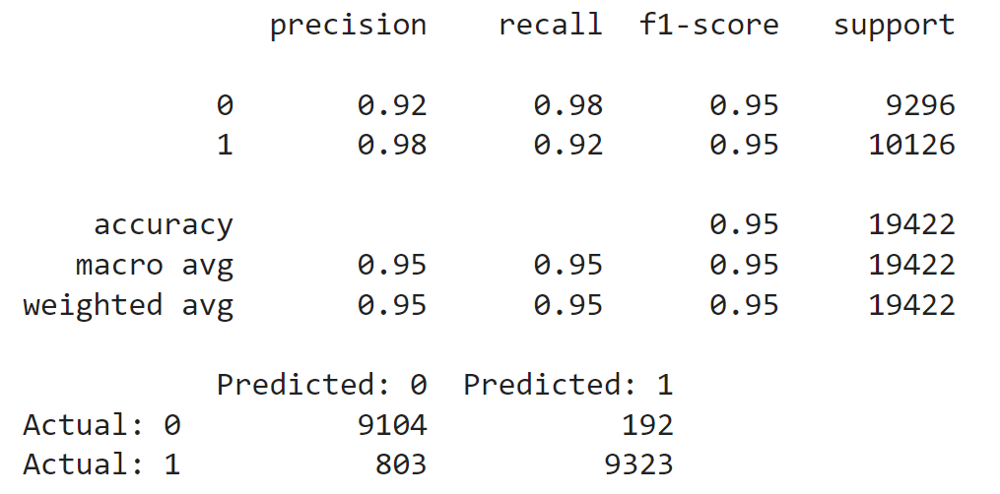 precision recall f1-score support
0 0.92 0.98 0.95 9296
1 0.98 0.92 0.95 10126
accuracy 0.95 19422
macro avg 0.95 0.95 0.95 19422
weighted avg 0.95 0.95 0.95 19422
Predicted: 0 Predicted: 1
Actual: 0 9104 192
Actual: 1 803 9323